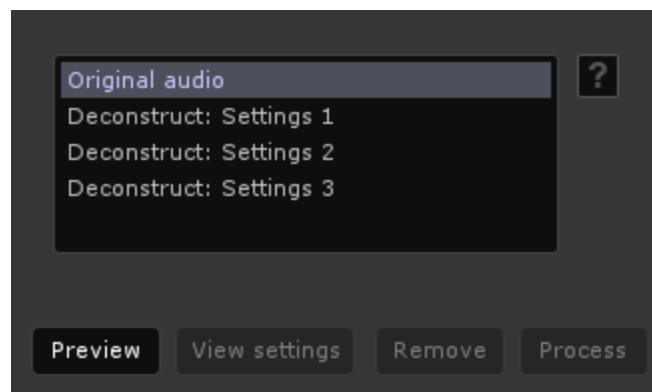 Original audio
?
Deconstruct: Settings 1
Deconstruct: Settings 2
Deconstruct: Settings 3
Preview
View settings
Remove
Process